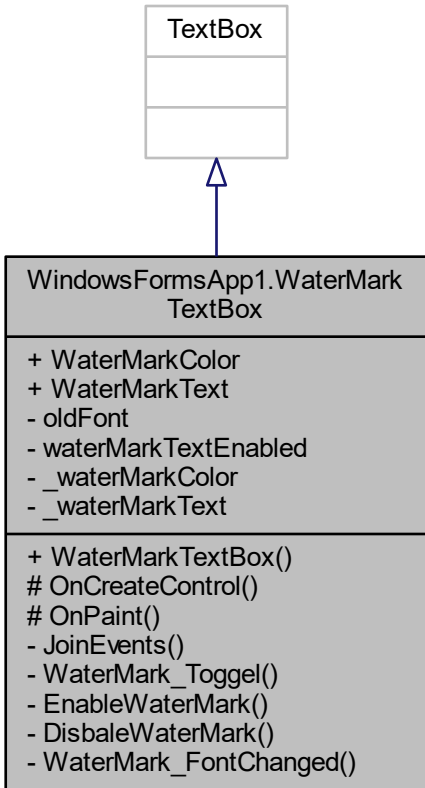 TextBox
WindowsFormsApp1.WaterMark
TextBox
+ WaterMarkColor
+ WaterMarkText
- oldFont
- waterMarkTextEnabled
- _waterMarkColor
- _waterMarkText
+ WaterMarkTextBox()
# OnCreateControl()
# OnPaint()
- JoinEvents()
- WaterMark_Toggel()
- EnableWaterMark()
- DisbaleWaterMark()
- WaterMark_FontChanged()